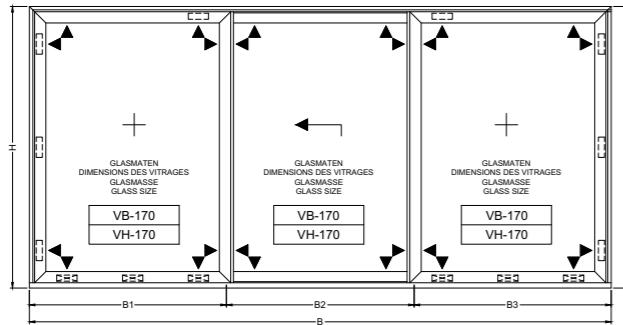 H
GLASMATEN
DIMENSIONS DES VITRAGES
GLASMASSE
GLASS SIZE
VB-170
VH-170
GLASMATEN
DIMENSIONS DES VITRAGES
GLASMASSE
GLASS SIZE
VB-170
VH-170
GLASMATEN
DIMENSIONS DES VITRAGES
GLASMASSE
GLASS SIZE
VB-170
VH-170
B1
B2
B3
B